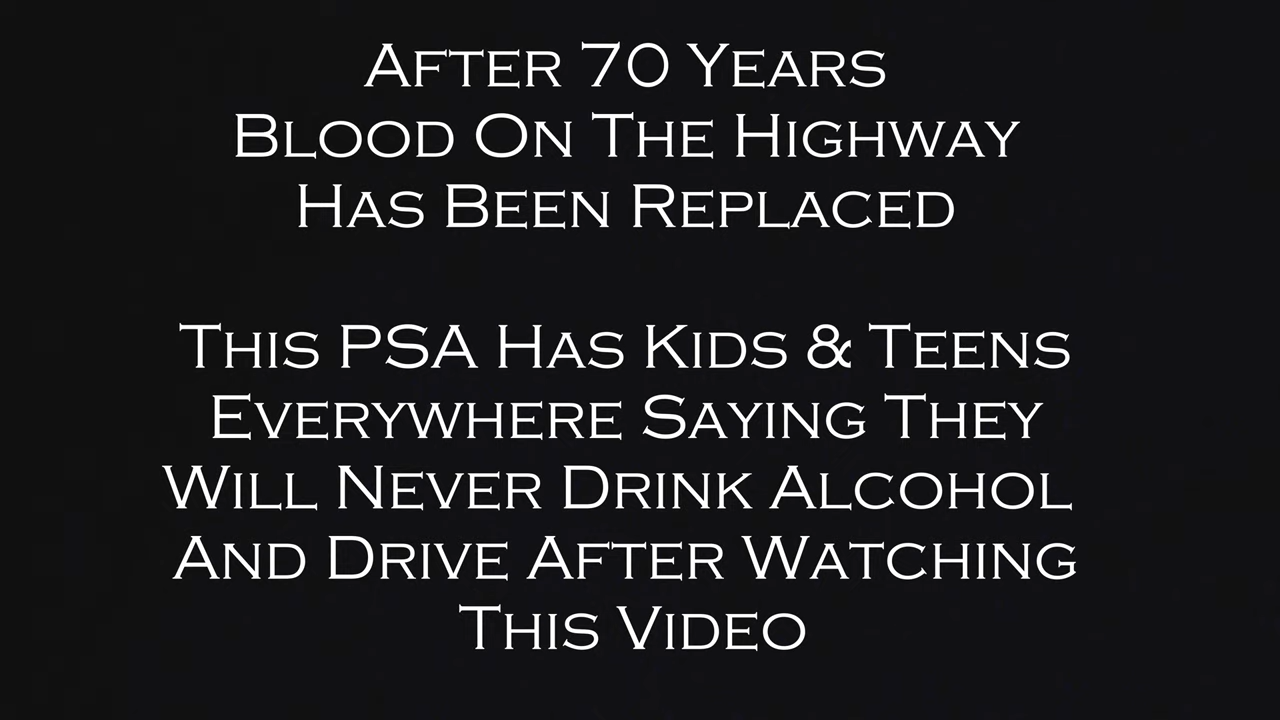 After 70 Years
Blood On The Highway
Has Been Replaced
This PSA Has Kids & Teens
Everywhere Saying They
Will Never Drink Alcohol
And Drive After Watching
This Video